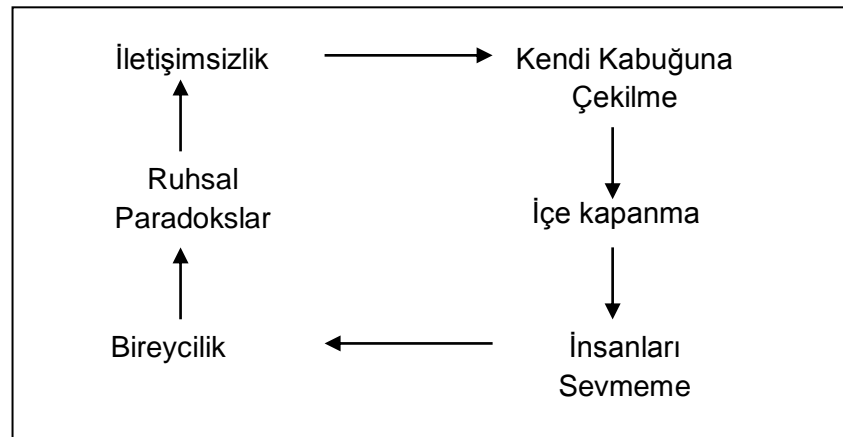 İletişimsizlik
Kendi Kabuğuna
Çekilme
Ruhsal
Paradokslar
İçe kapanma
Bireycilik
İnsanları
Sevmeme